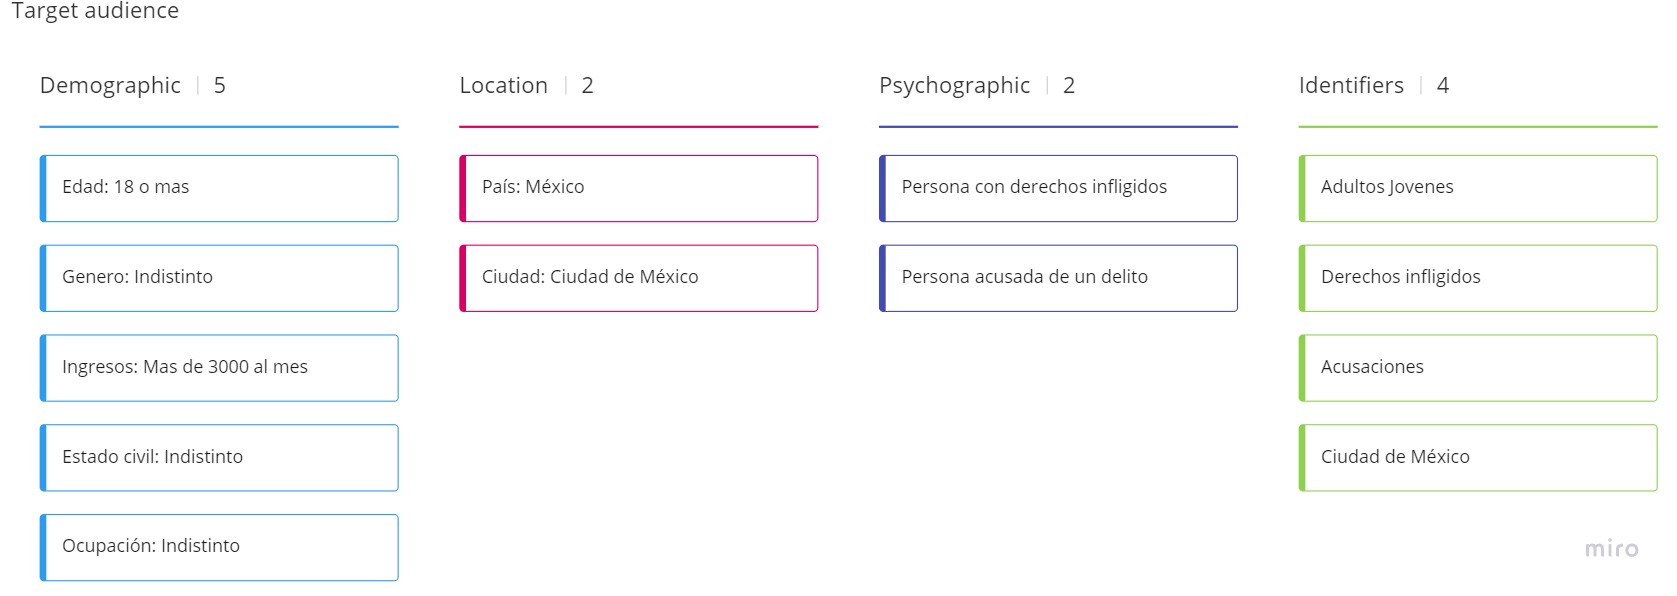 Target audience
Demographic | 5
Edad: 18 o mas
Genero: Indistinto
Ingresos: Mas de 3000 al mes
Estado civil: Indistinto
Ocupación: Indistinto
Location | 2
País: México
Ciudad: Ciudad de México
Psychographic | 2
Persona con derechos infligidos
Persona acusada de un delito
Identifiers | 4
Adultos Jovenes
Derechos infligidos
Acusaciones
Ciudad de México
miro